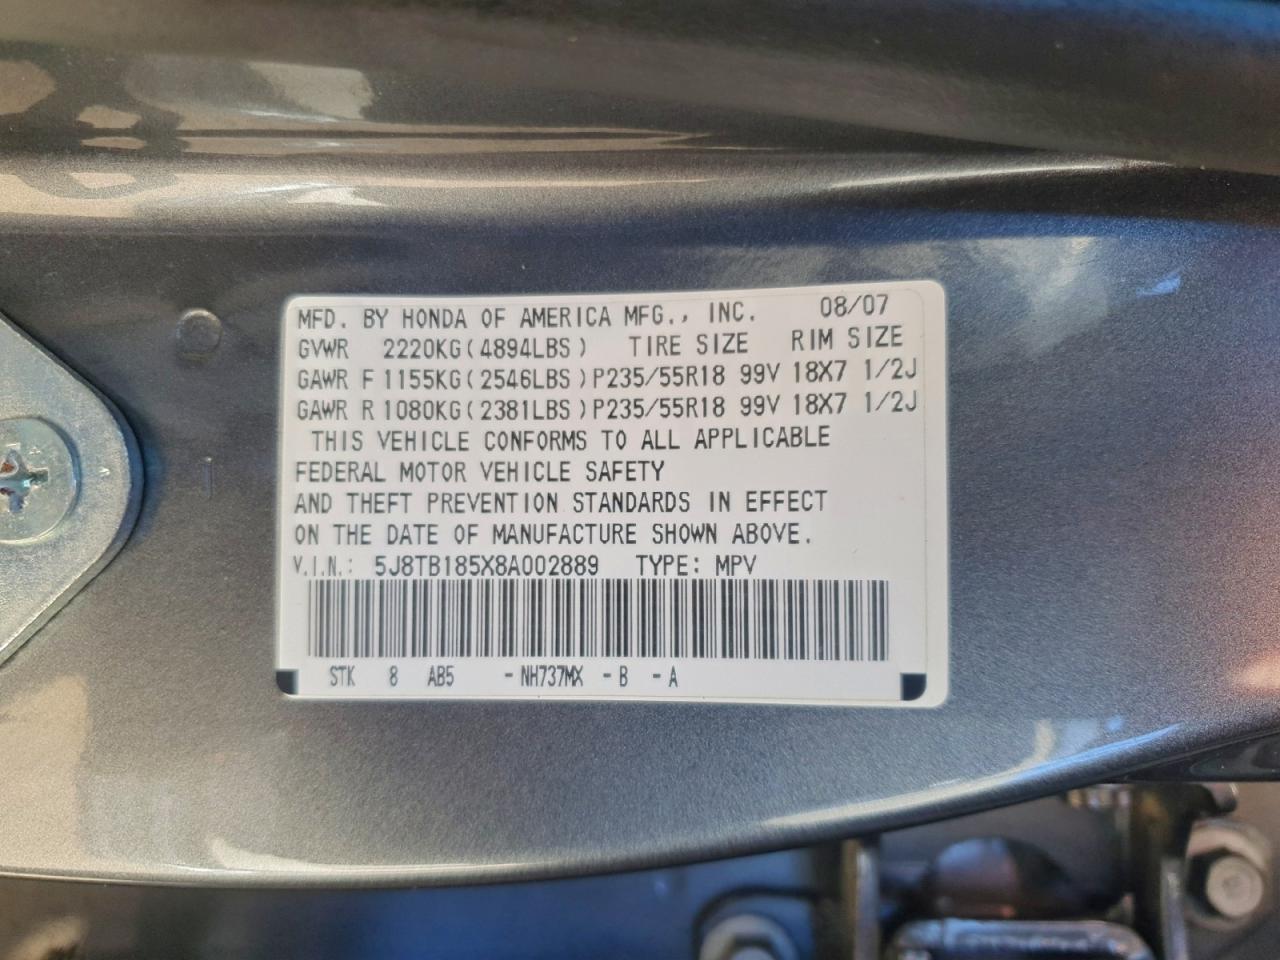 MFD. BY HONDA OF AMERICA MFG., INC. 08/07
GVWR 2220KG(4894LBS) TIRE SIZE RIM SIZE
GAWR F 1155KG(2546LBS)P235/55R18 99V 18X7 1/2J
GAWR R 1080KG(2381LBS)P235/55R18 99V 18X7 1/2J
THIS VEHICLE CONFORMS TO ALL APPLICABLE
FEDERAL MOTOR VEHICLE SAFETY
AND THEFT PREVENTION STANDARDS IN EFFECT
ON THE DATE OF MANUFACTURE SHOWN ABOVE.
V.I.N.: 5J8TB185X8A002889 TYPE: MPV
STK 8 AB5 -NH737MX -B -A